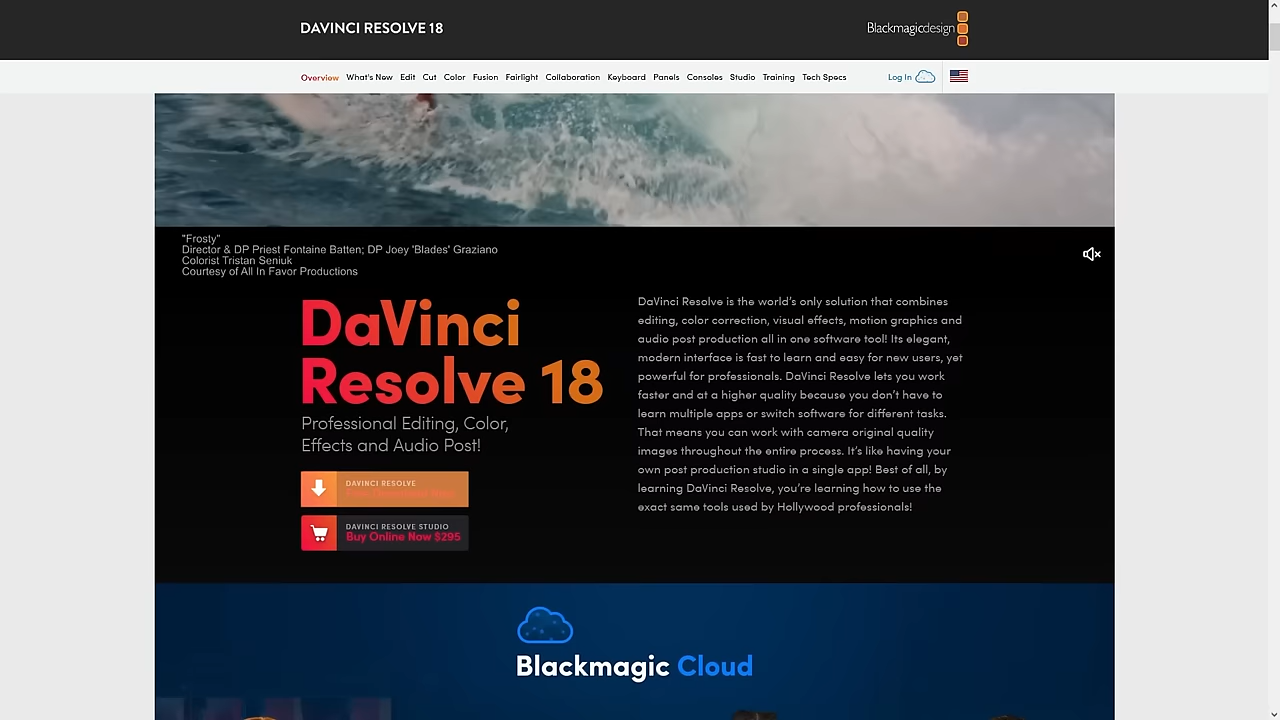 DAVINCI RESOLVE 18
Blackmagicdesign
Overview What's New Edit Cut Color Fusion Fairlight Collaboration Keyboard Panels Consoles Studio Training Tech Specs Log In
"Frosty"
Director & DP Priest Fontaine Batten; DP Joey 'Blades' Graziano
Colorist Tristan Seniuk
Courtesy of All In Favor Productions
DaVinci
Resolve 18
Professional Editing, Color,
Effects and Audio Post!
DAVINCI RESOLVE
Free Download Now
DAVINCI RESOLVE STUDIO
Buy Online Now $295
DaVinci Resolve is the world's only solution that combines
editing, color correction, visual effects, motion graphics and
audio post production all in one software tool! Its elegant,
modern interface is fast to learn and easy for new users, yet
powerful for professionals. DaVinci Resolve lets you work
faster and at a higher quality because you don't have to
learn multiple apps or switch software for different tasks.
That means you can work with camera original quality
images throughout the entire process. It's like having your
own post production studio in a single app! Best of all, by
learning DaVinci Resolve, you're learning how to use the
exact same tools used by Hollywood professionals!
Blackmagic Cloud